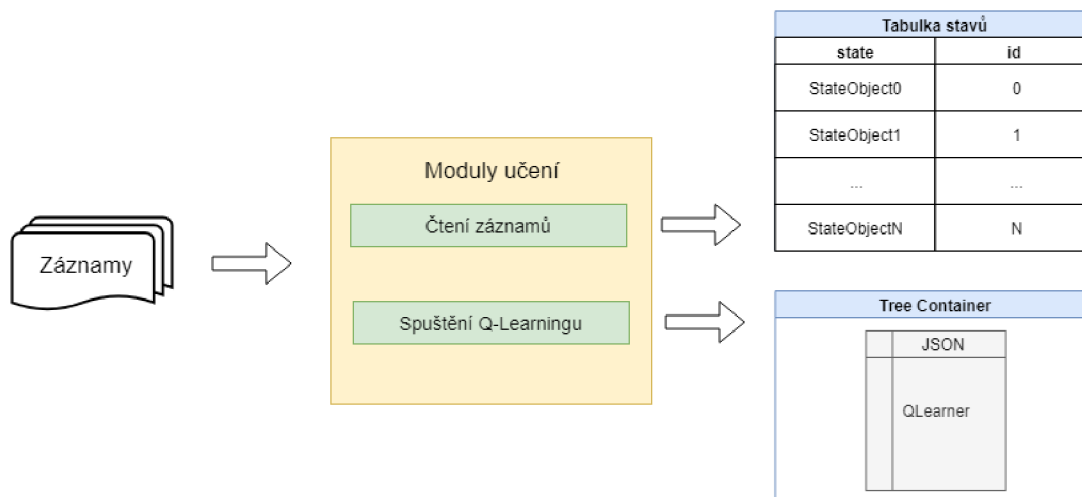 Záznamy
Moduly učení
Čtení záznamů
Spuštění Q-Learningu
Tabulka stavů
state id
StateObject0 0
StateObject1 1
... ...
StateObjectN N
Tree Container
JSON
QLearner